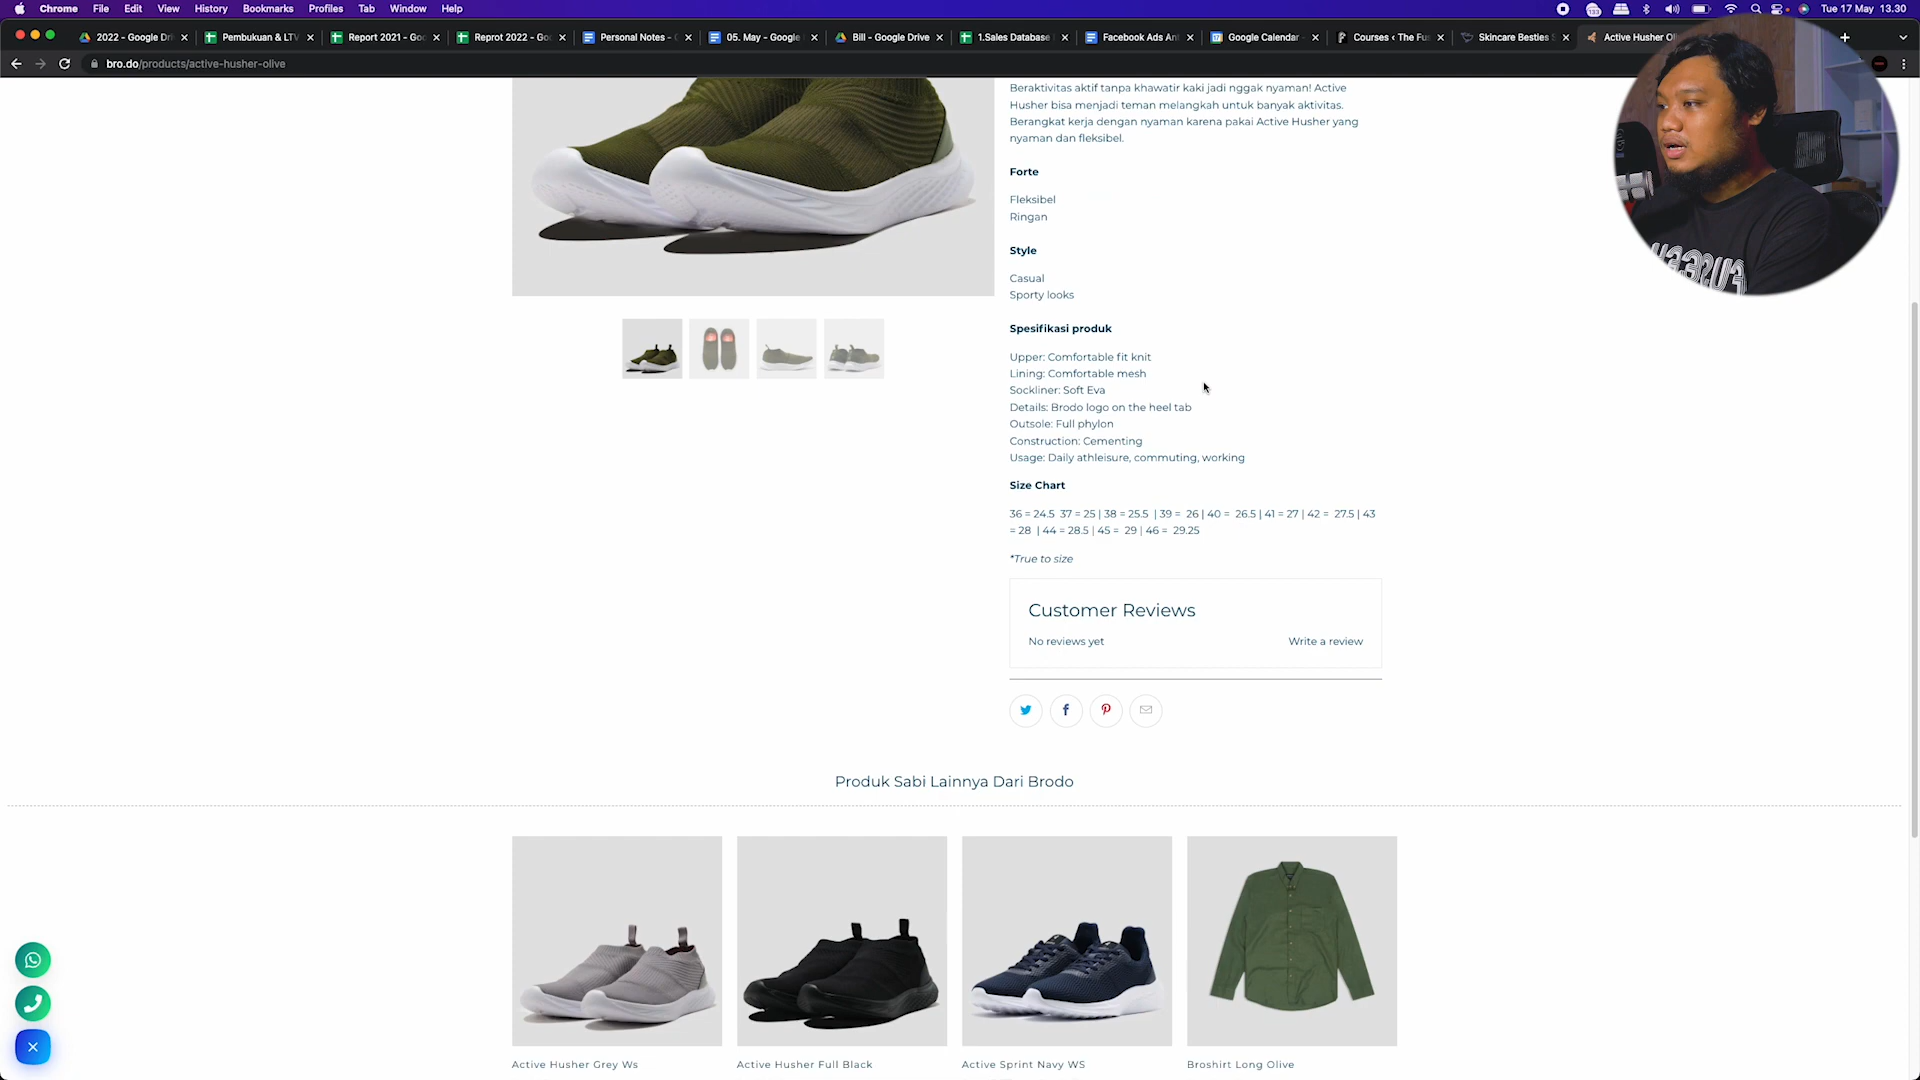 Chrome File Edit View History Bookmarks Profiles Tab Window Help
Tue 17 May 13.30
2022 - Google Dri
Pembukuan & LTV
Report 2021 - Goo
Reprot 2022 - Goo
Personal Notes -
05. May - Google
Bill - Google Drive
1.Sales Database
Facebook Ads An
Google Calendar -
Courses ‹ The Fus
Skincare Besties S
Active Husher Ol
bro.do/products/active-husher-olive
Beraktivitas aktif tanpa khawatir kaki jadi nggak nyaman! Active
Husher bisa menjadi teman melangkah untuk banyak aktivitas.
Berangkat kerja dengan nyaman karena pakai Active Husher yang
nyaman dan fleksibel.
Forte
Fleksibel
Ringan
Style
Casual
Sporty looks
Spesifikasi produk
Upper: Comfortable fit knit
Lining: Comfortable mesh
Sockliner: Soft Eva
Details: Brodo logo on the heel tab
Outsole: Full phylon
Construction: Cementing
Usage: Daily athleisure, commuting, working
Size Chart
36 = 24.5 37 = 25 | 38 = 25.5 | 39 = 26 | 40 = 26.5 | 41 = 27 | 42 = 27.5 | 43
= 28 | 44 = 28.5 | 45 = 29 | 46 = 29.25
*True to size
Customer Reviews
No reviews yet
Write a review
Produk Sabi Lainnya Dari Brodo
Active Husher Grey Ws
Active Husher Full Black
Active Sprint Navy WS
Broshirt Long Olive